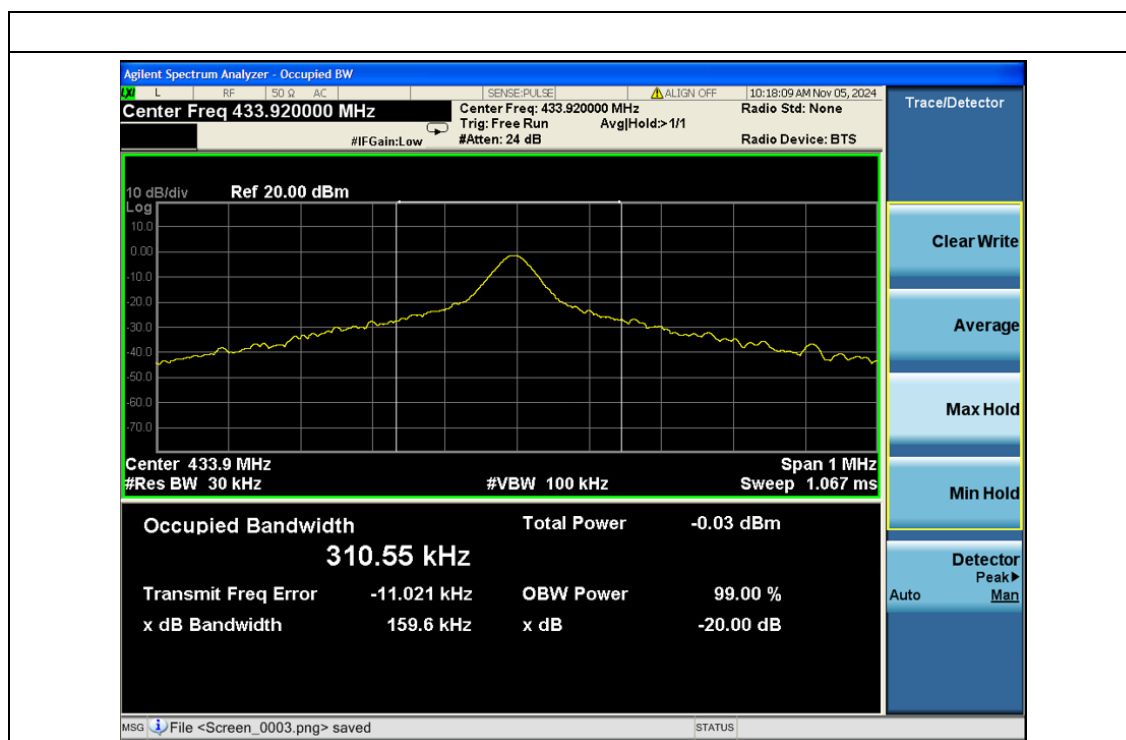 Agilent Spectrum Analyzer - Occupied BW
LXI L RF 50 Ω AC SENSE:PULSE ALIGN OFF 10:18:09 AM Nov 05, 2024
Center Freq 433.920000 MHz
Center Freq: 433.920000 MHz Radio Std: None
Trig: Free Run Avg|Hold:>1/1
#IFGain:Low #Atten: 24 dB Radio Device: BTS
Trace/Detector
10 dB/div Ref 20.00 dBm
Log
10.0
0.00
-10.0
-20.0
-30.0
-40.0
-50.0
-60.0
-70.0
Center 433.9 MHz Span 1 MHz
#Res BW 30 kHz #VBW 100 kHz Sweep 1.067 ms
Occupied Bandwidth Total Power -0.03 dBm
310.55 kHz
Transmit Freq Error -11.021 kHz OBW Power 99.00 %
x dB Bandwidth 159.6 kHz x dB -20.00 dB
Clear Write
Average
Max Hold
Min Hold
Detector
Peak▶
Auto Man
MSG File <Screen_0003.png> saved STATUS